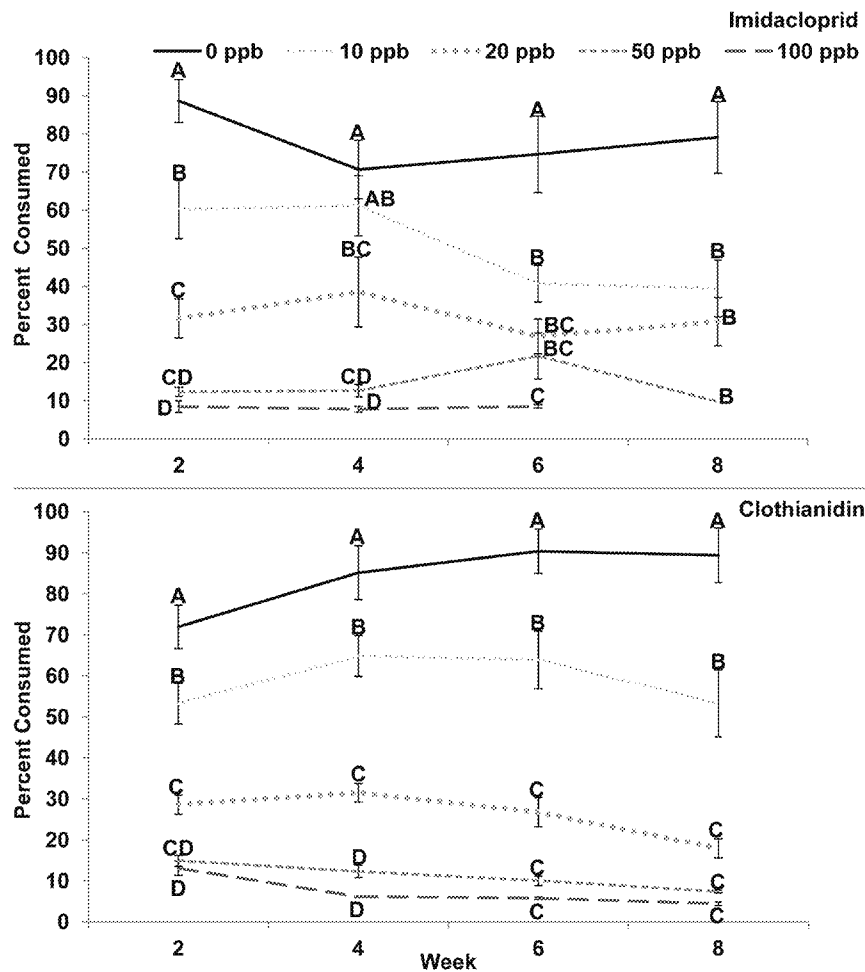 Imidacloprid
0 ppb 10 ppb 20 ppb 50 ppb 100 ppb
100
90
80
70
60
50
40
30
20
10
0
Percent Consumed
A
A
A
A
B
AB
B
B
C
BC
BC
B
CD
CD
BC
B
D
D
C
2 4 6 8
Clothianidin
100
90
80
70
60
50
40
30
20
10
0
Percent Consumed
A
A
A
A
B
B
B
B
C
C
C
C
CD
D
C
C
D
D
C
C
2 4 6 8
Week